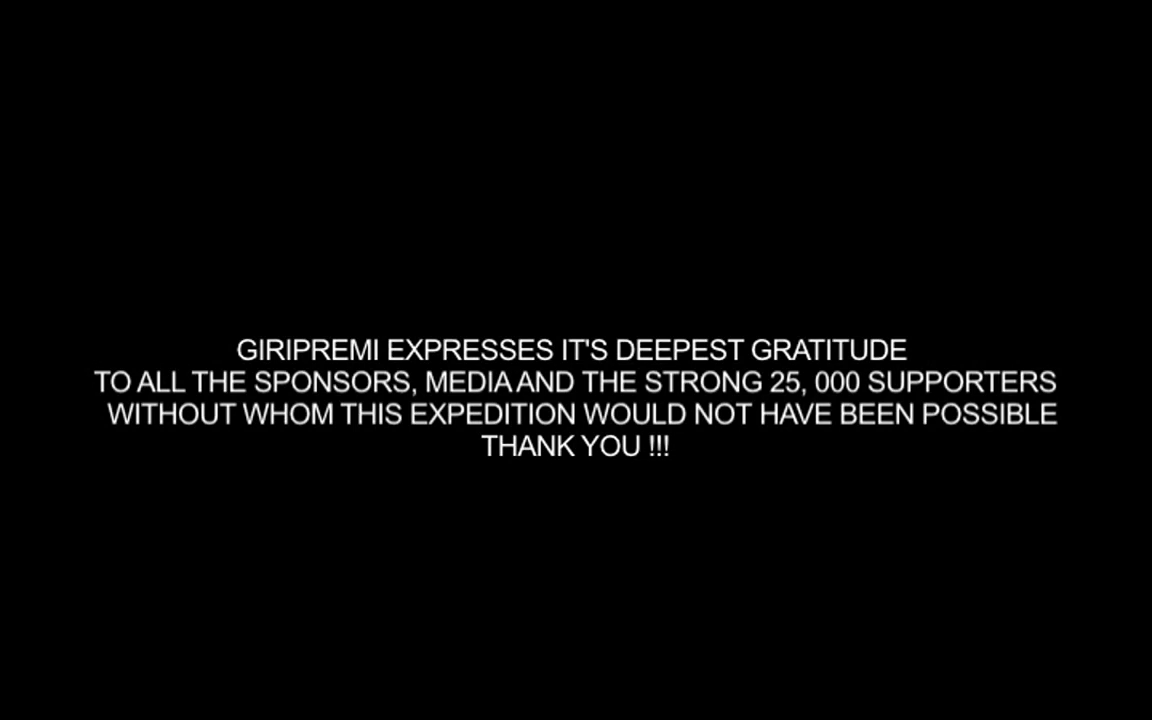 GIRIPREMI EXPRESSES IT'S DEEPEST GRATITUDE
TO ALL THE SPONSORS, MEDIA AND THE STRONG 25, 000 SUPPORTERS
WITHOUT WHOM THIS EXPEDITION WOULD NOT HAVE BEEN POSSIBLE
THANK YOU !!!